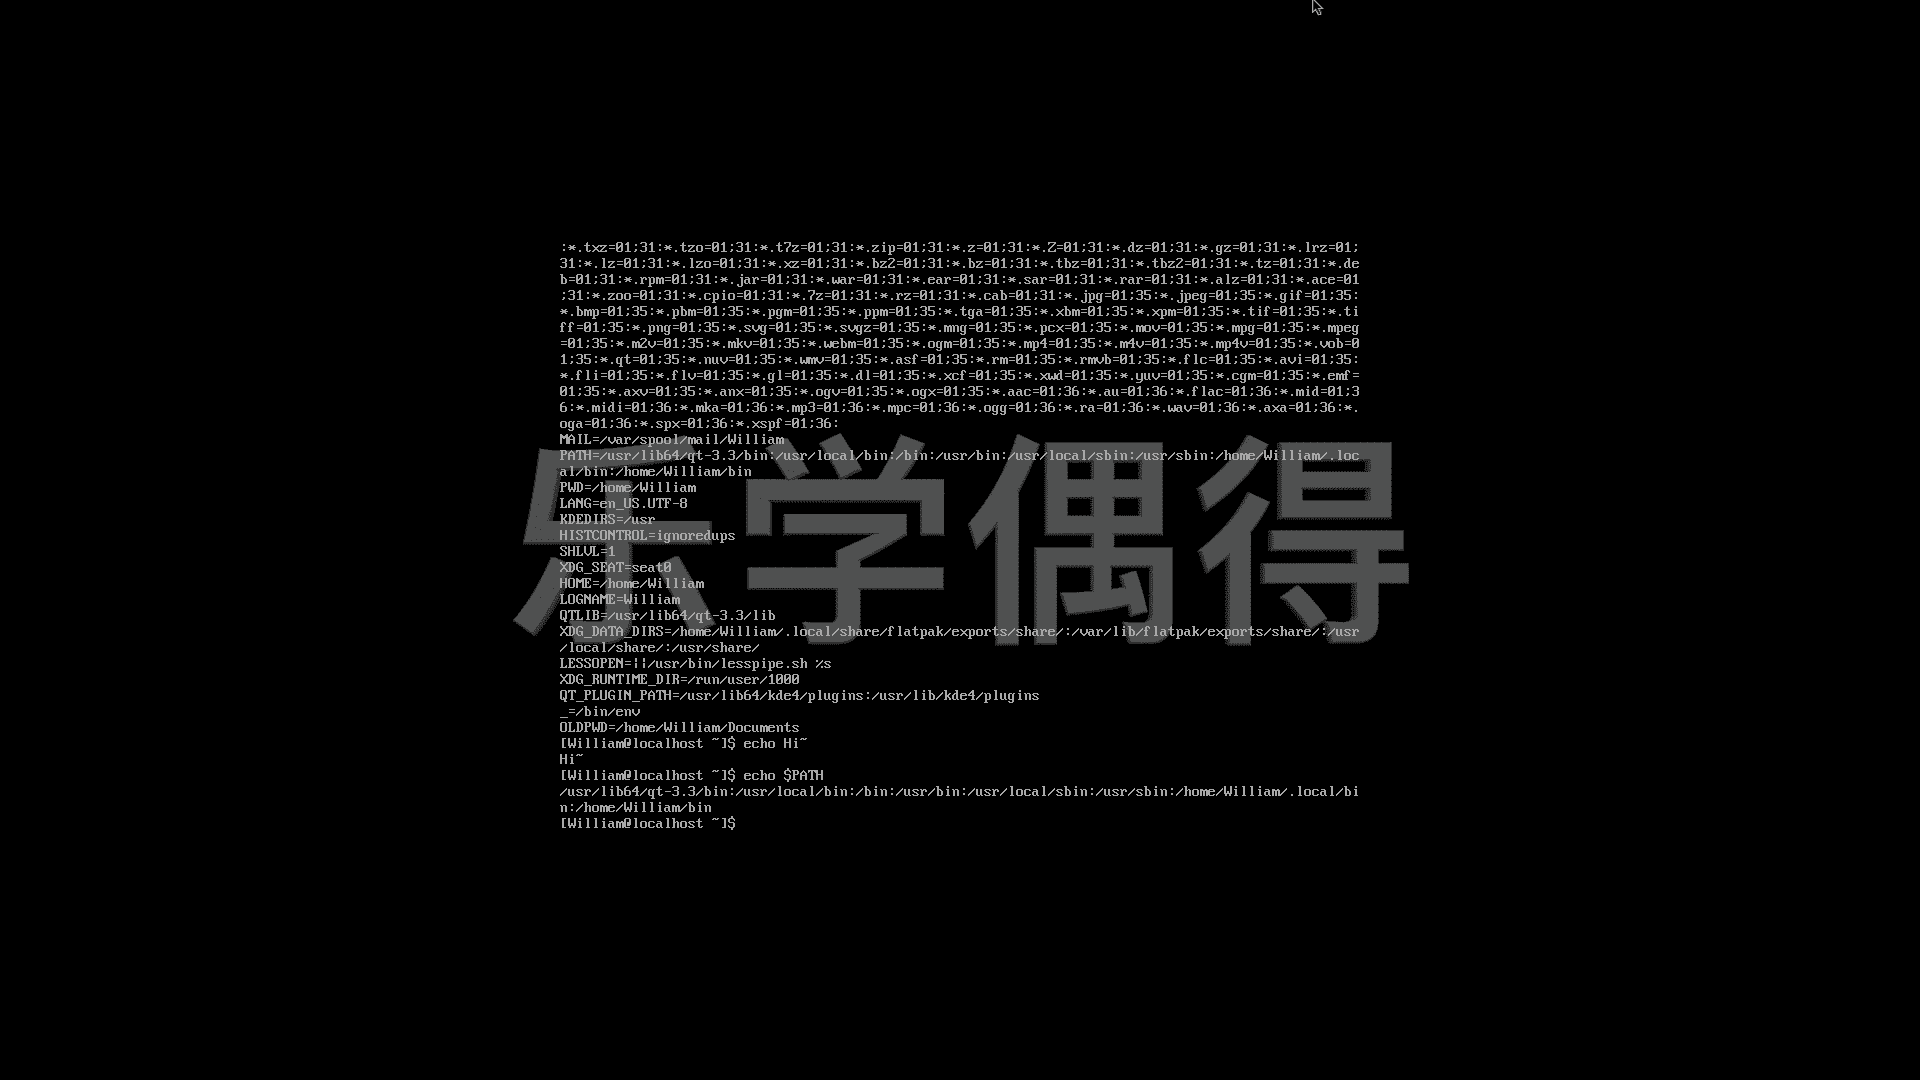 :*.txz=01;31:*.tzo=01;31:*.t7z=01;31:*.zip=01;31:*.z=01;31:*.Z=01;31:*.dz=01;31:*.gz=01;31:*.lrz=01;
31:*.lz=01;31:*.lzo=01;31:*.xz=01;31:*.bz2=01;31:*.bz=01;31:*.tbz=01;31:*.tbz2=01;31:*.tz=01;31:*.de
b=01;31:*.rpm=01;31:*.jar=01;31:*.war=01;31:*.ear=01;31:*.sar=01;31:*.rar=01;31:*.alz=01;31:*.ace=01
;31:*.zoo=01;31:*.cpio=01;31:*.7z=01;31:*.rz=01;31:*.cab=01;31:*.jpg=01;35:*.jpeg=01;35:*.gif=01;35:
*.bmp=01;35:*.pbm=01;35:*.pgm=01;35:*.ppm=01;35:*.tga=01;35:*.xbm=01;35:*.xpm=01;35:*.tif=01;35:*.ti
ff=01;35:*.png=01;35:*.svg=01;35:*.svgz=01;35:*.mng=01;35:*.pcx=01;35:*.mov=01;35:*.mpg=01;35:*.mpeg
=01;35:*.m2v=01;35:*.mkv=01;35:*.webm=01;35:*.ogm=01;35:*.mp4=01;35:*.m4v=01;35:*.mp4v=01;35:*.vob=0
1;35:*.qt=01;35:*.nuv=01;35:*.wmv=01;35:*.asf=01;35:*.rm=01;35:*.rmvb=01;35:*.flc=01;35:*.avi=01;35:
*.fli=01;35:*.flv=01;35:*.gl=01;35:*.dl=01;35:*.xcf=01;35:*.xwd=01;35:*.yuv=01;35:*.cgm=01;35:*.emf=
01;35:*.axv=01;35:*.anx=01;35:*.ogv=01;35:*.ogx=01;35:*.aac=01;36:*.au=01;36:*.flac=01;36:*.mid=01;3
6:*.midi=01;36:*.mka=01;36:*.mp3=01;36:*.mpc=01;36:*.ogg=01;36:*.ra=01;36:*.wav=01;36:*.axa=01;36:*.
oga=01;36:*.spx=01;36:*.xspf=01;36:
MAIL=/var/spool/mail/William
PATH=/usr/lib64/qt-3.3/bin:/usr/local/bin:/bin:/usr/bin:/usr/local/sbin:/usr/sbin:/home/William/.loc
al/bin:/home/William/bin
PWD=/home/William
LANG=en_US.UTF-8
KDEDIRS=/usr
HISTCONTROL=ignoredups
SHLVL=1
XDG_SEAT=seat0
HOME=/home/William
LOGNAME=William
QTLIB=/usr/lib64/qt-3.3/lib
XDG_DATA_DIRS=/home/William/.local/share/flatpak/exports/share/:/var/lib/flatpak/exports/share/:/usr
/local/share/:/usr/share/
LESSOPEN=||/usr/bin/lesspipe.sh %s
XDG_RUNTIME_DIR=/run/user/1000
QT_PLUGIN_PATH=/usr/lib64/kde4/plugins:/usr/lib/kde4/plugins
_=/bin/env
OLDPWD=/home/William/Documents
[William@localhost ~]$ echo Hi~
Hi~
[William@localhost ~]$ echo $PATH
/usr/lib64/qt-3.3/bin:/usr/local/bin:/bin:/usr/bin:/usr/local/sbin:/usr/sbin:/home/William/.local/bi
n:/home/William/bin
[William@localhost ~]$
乐学偶得